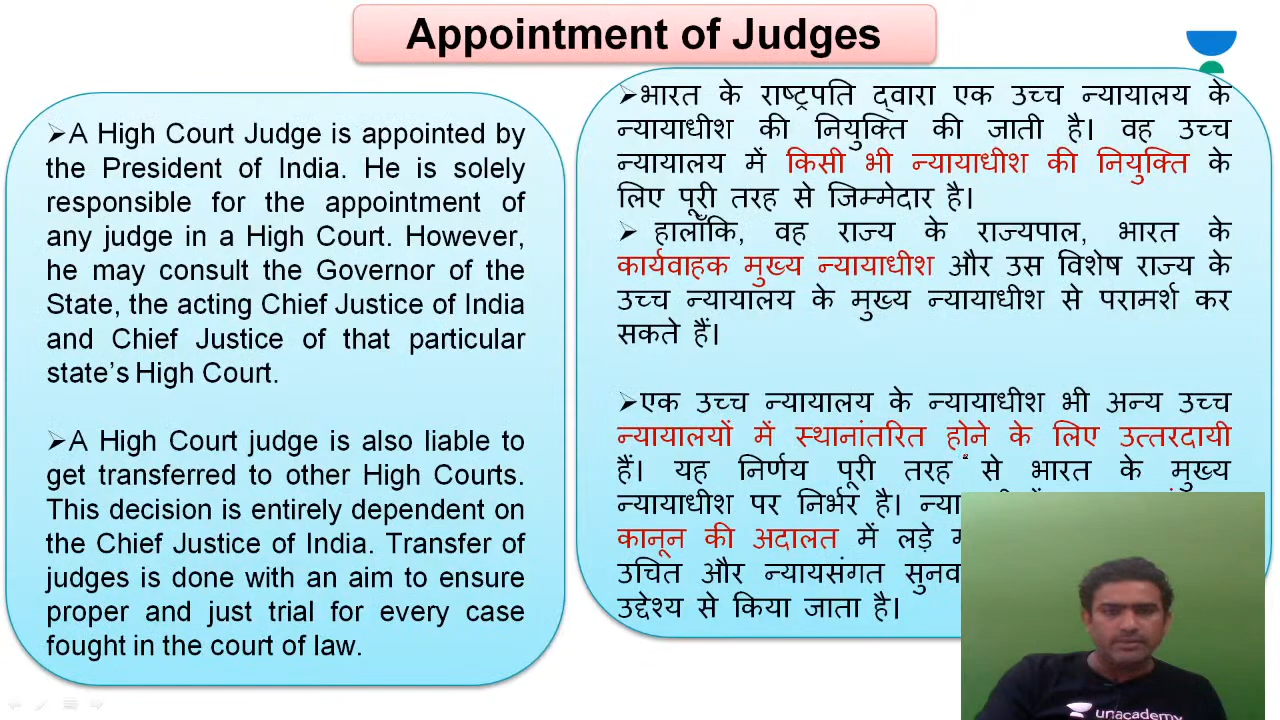 Appointment of Judges
➢A High Court Judge is appointed by
the President of India. He is solely
responsible for the appointment of
any judge in a High Court. However,
he may consult the Governor of the
State, the acting Chief Justice of India
and Chief Justice of that particular
state’s High Court.
➢A High Court judge is also liable to
get transferred to other High Courts.
This decision is entirely dependent on
the Chief Justice of India. Transfer of
judges is done with an aim to ensure
proper and just trial for every case
fought in the court of law.
➢भारत के राष्ट्रपति द्वारा एक उच्च न्यायालय के
न्यायाधीश की नियुक्ति की जाती है। वह उच्च
न्यायालय में किसी भी न्यायाधीश की नियुक्ति के
लिए पूरी तरह से जिम्मेदार है।
➢ हालाँकि, वह राज्य के राज्यपाल, भारत के
कार्यवाहक मुख्य न्यायाधीश और उस विशेष राज्य के
उच्च न्यायालय के मुख्य न्यायाधीश से परामर्श कर
सकते हैं।
➢एक उच्च न्यायालय के न्यायाधीश भी अन्य उच्च
न्यायालयों में स्थानांतरित होने के लिए उत्तरदायी
हैं। यह निर्णय पूरी तरह से भारत के मुख्य
न्यायाधीश पर निर्भर है।
कानून की अदालत में लड़े
उचित और न्यायसंगत
उद्देश्य से किया जाता है।
unacademy